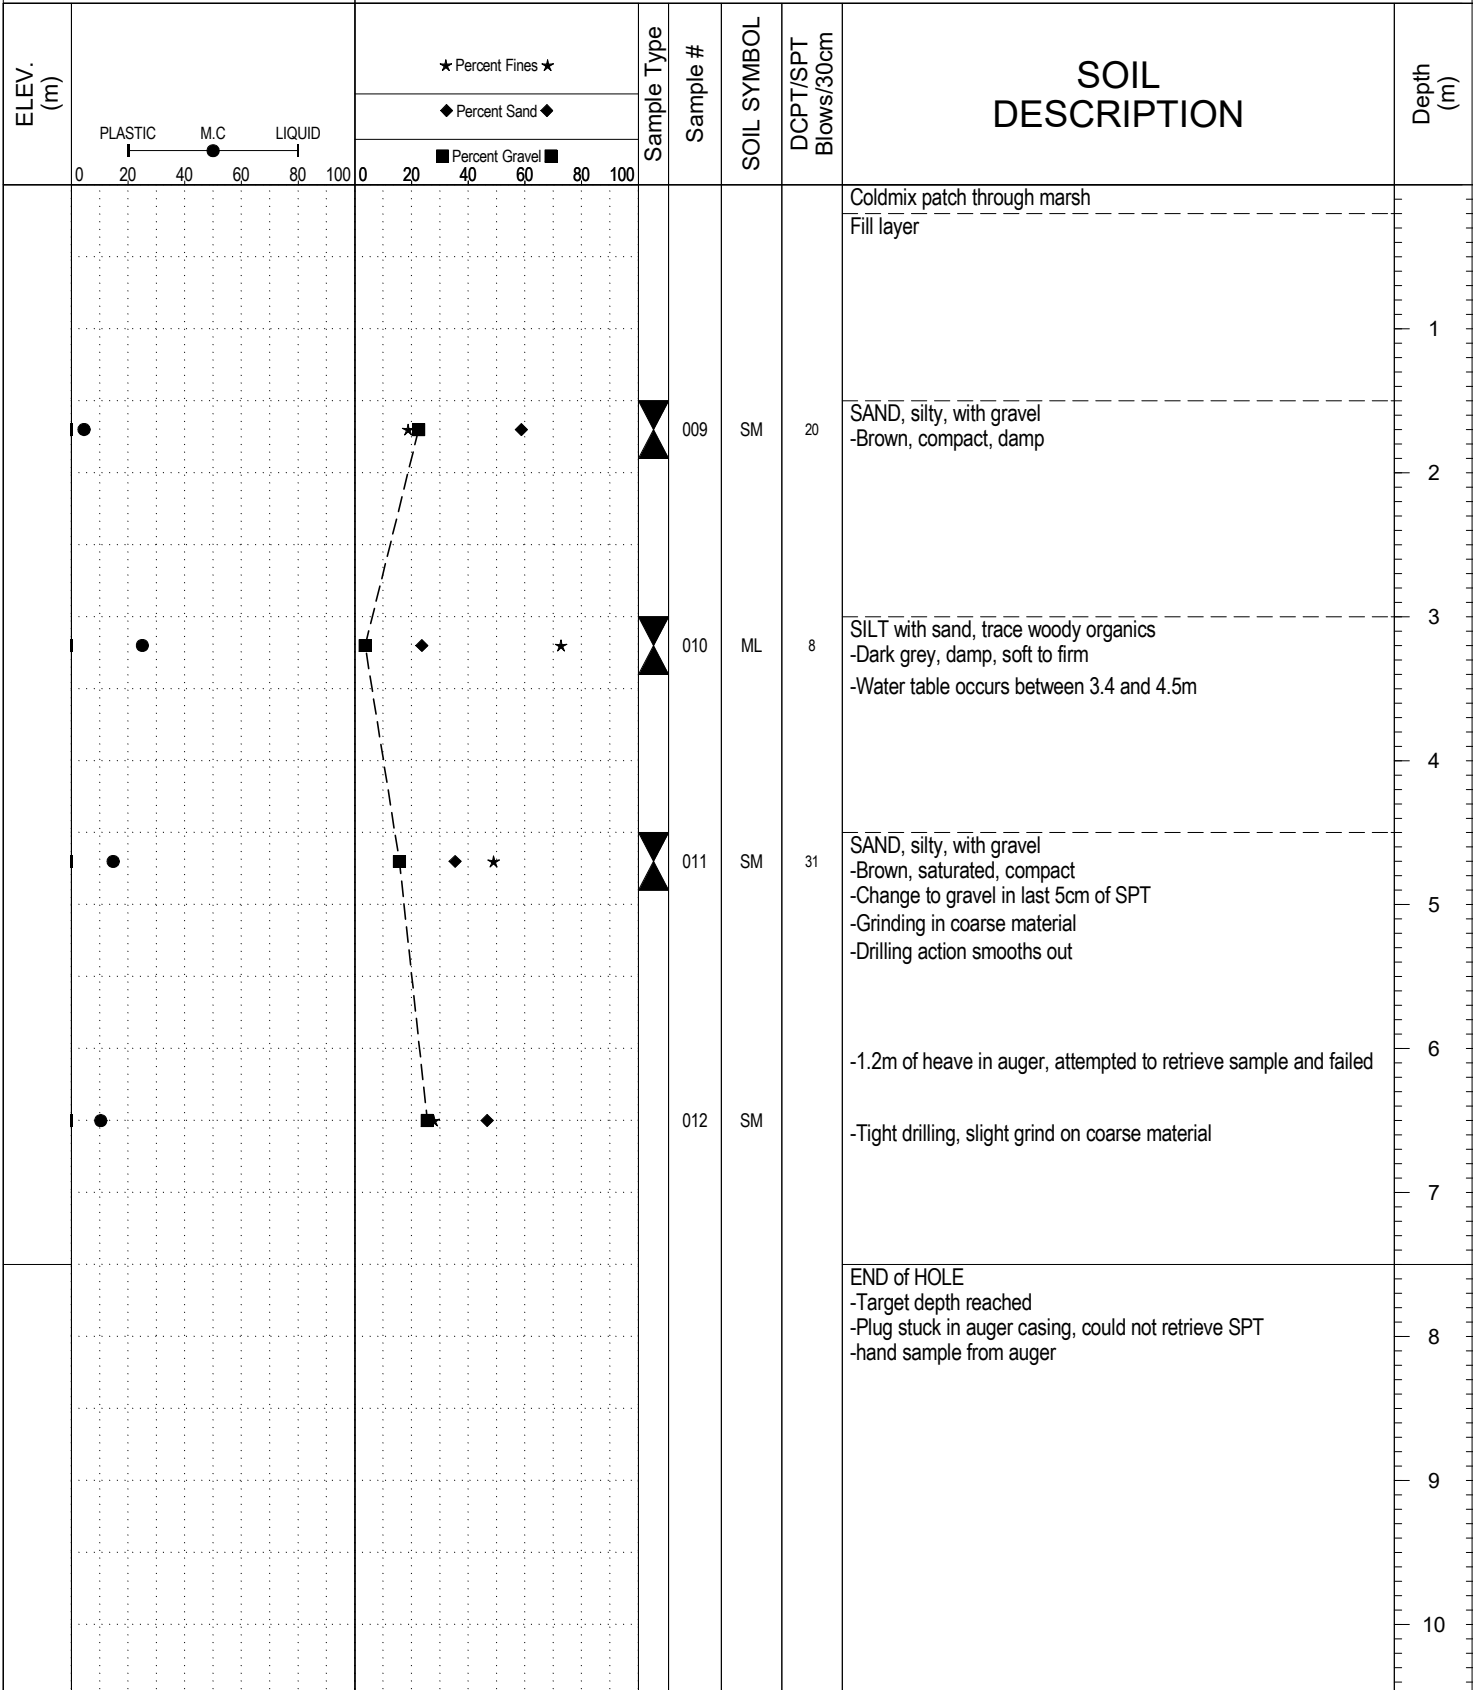 ELEV.
(m)
PLASTIC M.C LIQUID
0 20 40 60 80 100
★ Percent Fines ★
◆ Percent Sand ◆
■ Percent Gravel ■
0 20 40 60 80 100
Sample Type
Sample #
SOIL SYMBOL
DCPT/SPT
Blows/30cm
SOIL
DESCRIPTION
Depth
(m)
Coldmix patch through marsh
Fill layer
1
009 SM 20
SAND, silty, with gravel
-Brown, compact, damp
2
3
010 ML 8
SILT with sand, trace woody organics
-Dark grey, damp, soft to firm
-Water table occurs between 3.4 and 4.5m
4
011 SM 31
SAND, silty, with gravel
-Brown, saturated, compact
-Change to gravel in last 5cm of SPT
-Grinding in coarse material
-Drilling action smooths out
5
6
-1.2m of heave in auger, attempted to retrieve sample and failed
012 SM
-Tight drilling, slight grind on coarse material
7
END of HOLE
-Target depth reached
-Plug stuck in auger casing, could not retrieve SPT
-hand sample from auger
8
9
10